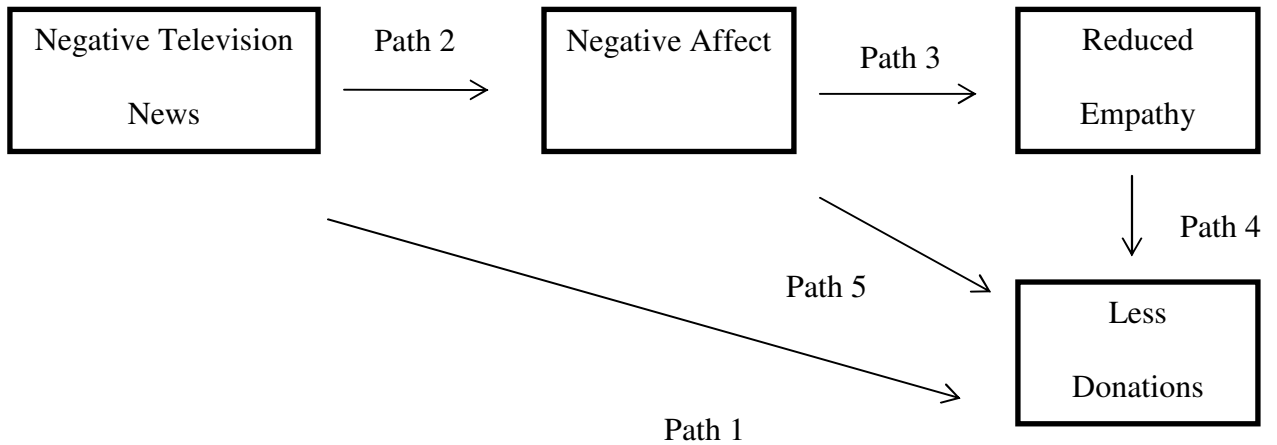 Negative Television
News
Path 2
Negative Affect
Path 3
Reduced
Empathy
Path 4
Path 5
Less
Donations
Path 1